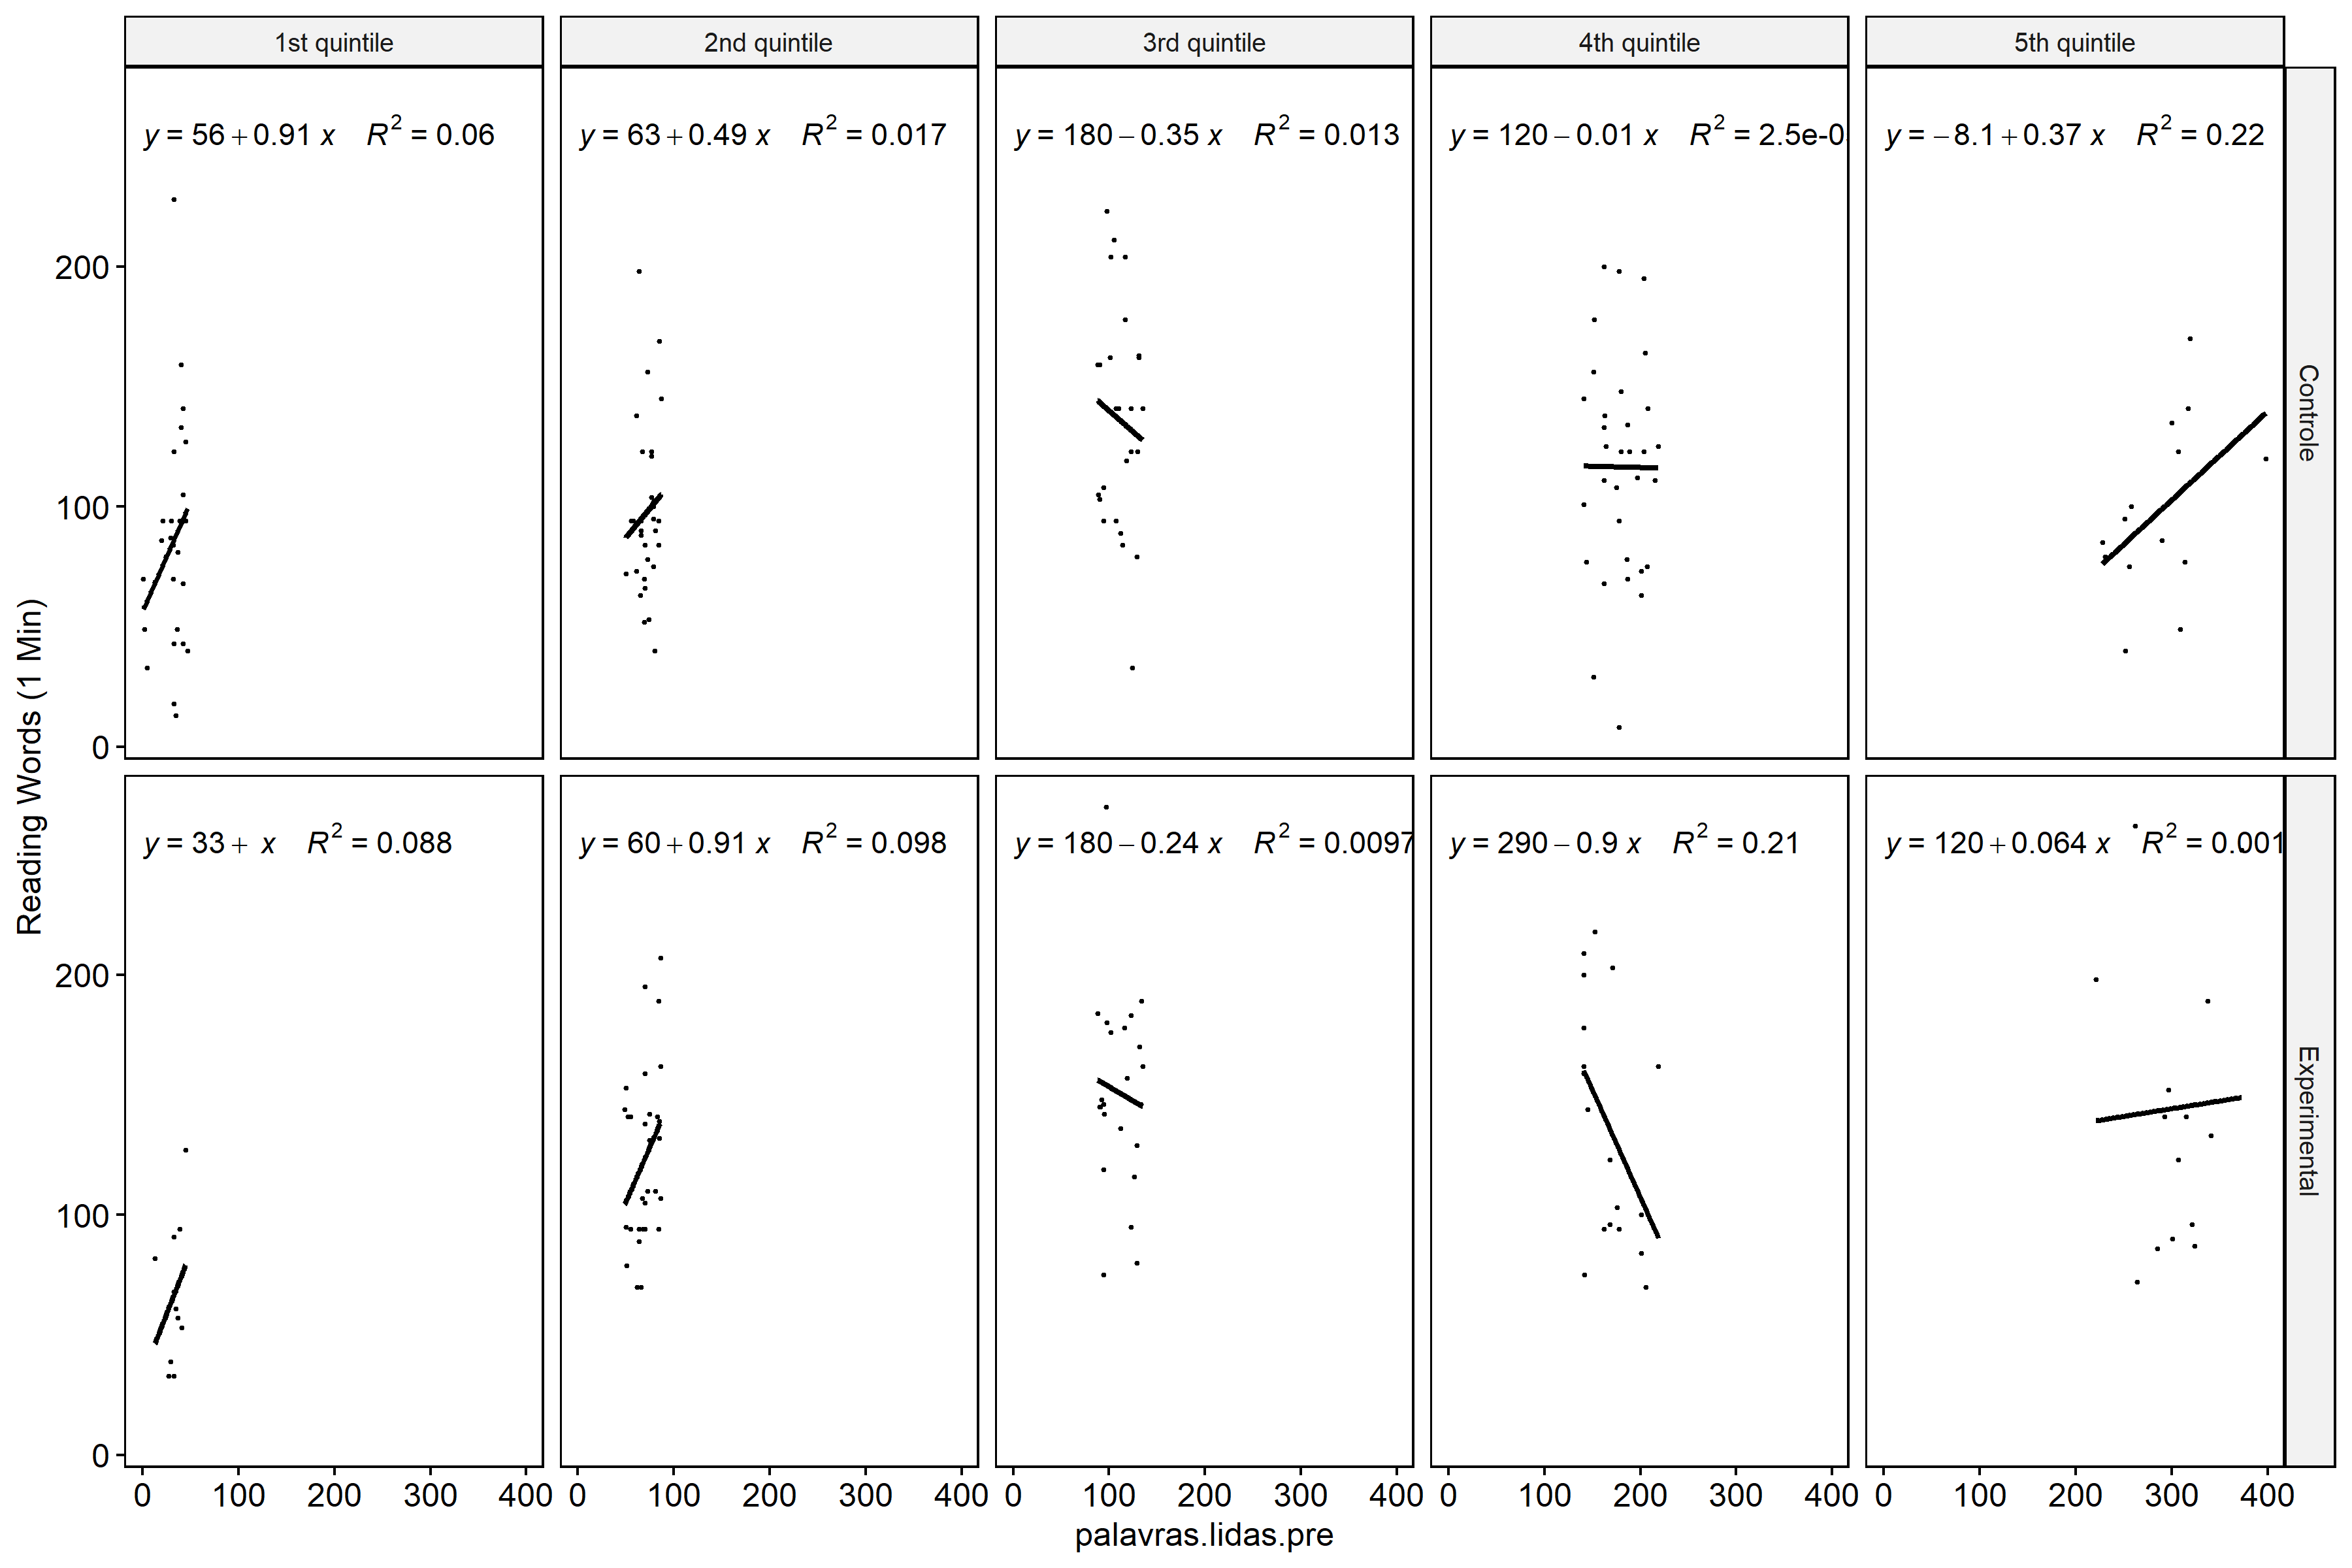 1st quintile 2nd quintile 3rd quintile 4th quintile 5th quintile
y = 56 + 0.91 x R² = 0.06
y = 63 + 0.49 x R² = 0.017
y = 180 − 0.35 x R² = 0.013
y = 120 − 0.01 x R² = 2.5e-0
y = −8.1 + 0.37 x R² = 0.22
Controle
200
100
0
Reading Words (1 Min)
y = 33 + x R² = 0.088
y = 60 + 0.91 x R² = 0.098
y = 180 − 0.24 x R² = 0.0097
y = 290 − 0.9 x R² = 0.21
y = 120 + 0.064 x R² = 0.001
Experimental
200
100
0
0 100 200 300 400 0 100 200 300 400 0 100 200 300 400 0 100 200 300 400 0 100 200 300 400
palavras.lidas.pre